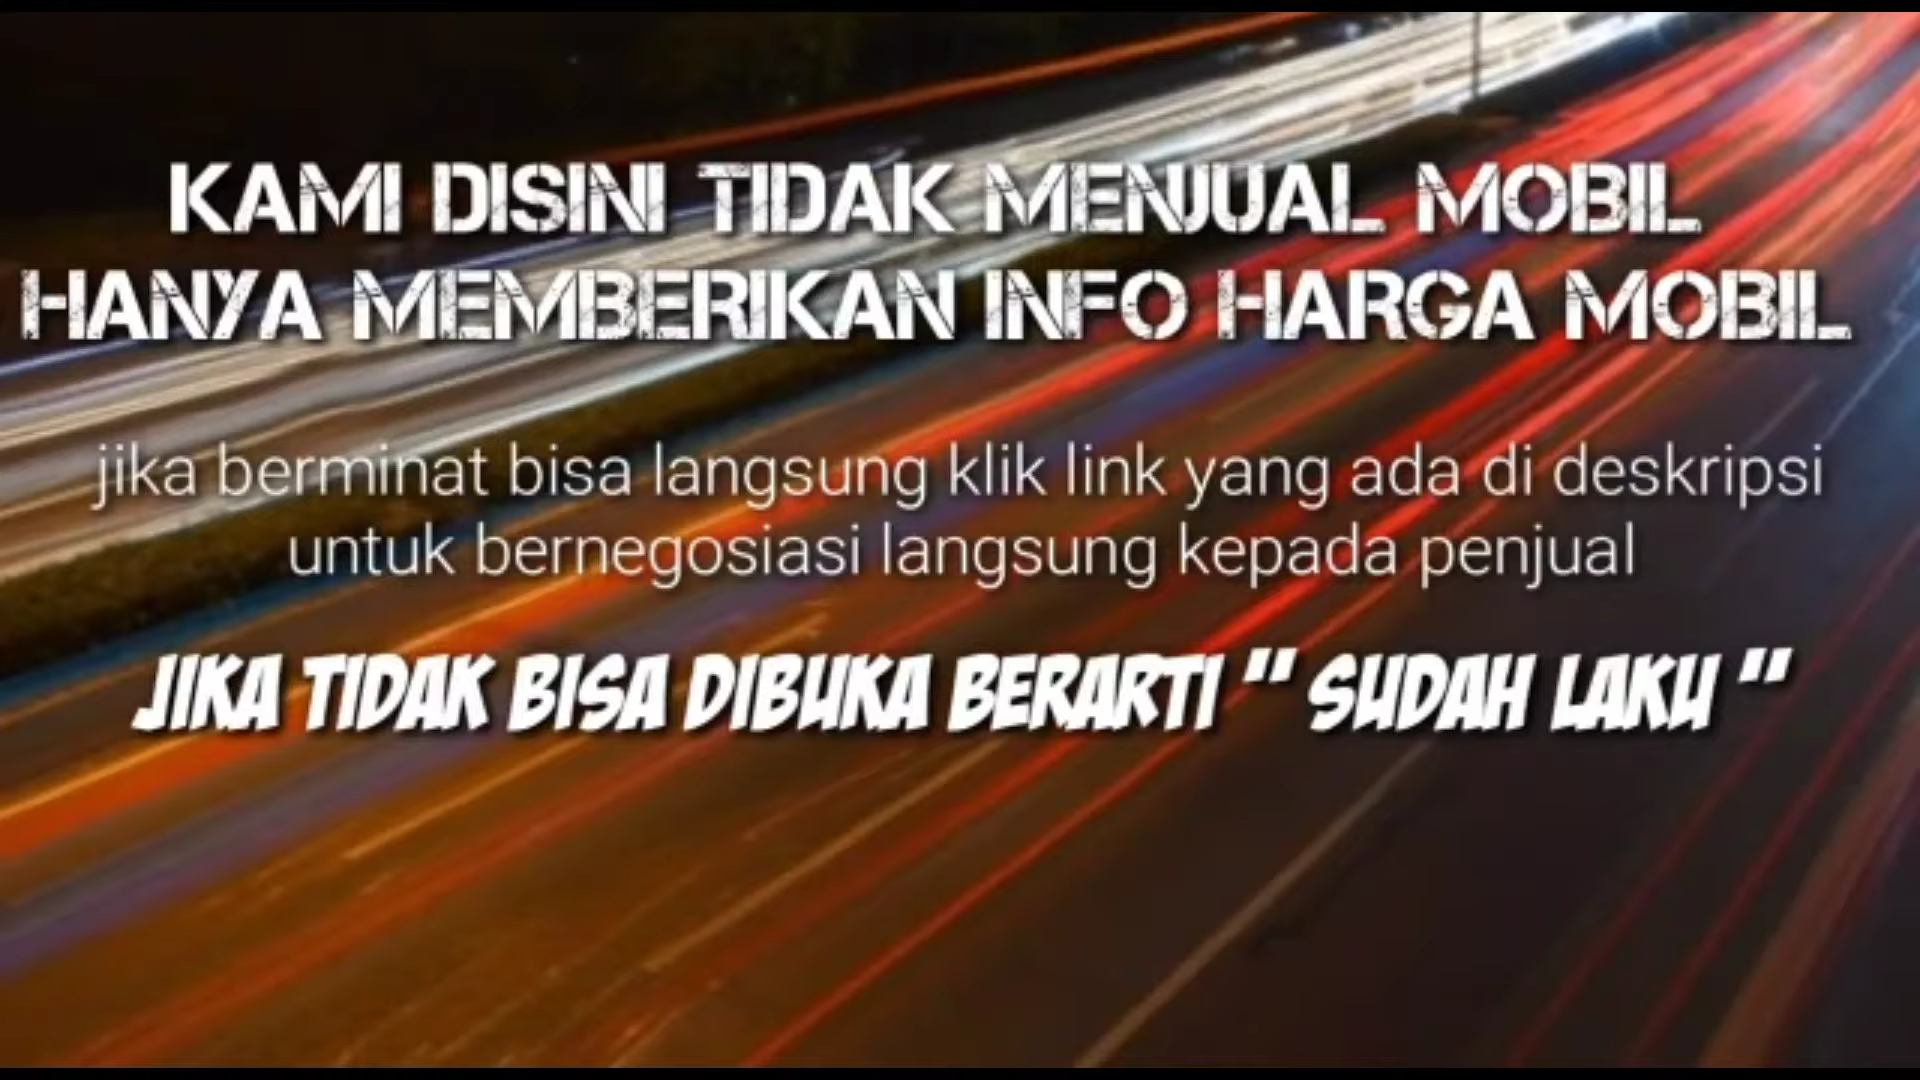 KAMI DISINI TIDAK MENJUAL MOBIL
HANYA MEMBERIKAN INFO HARGA MOBIL
jika berminat bisa langsung klik link yang ada di deskripsi
untuk bernegosiasi langsung kepada penjual
JIKA TIDAK BISA DIBUKA BERARTI " SUDAH LAKU "